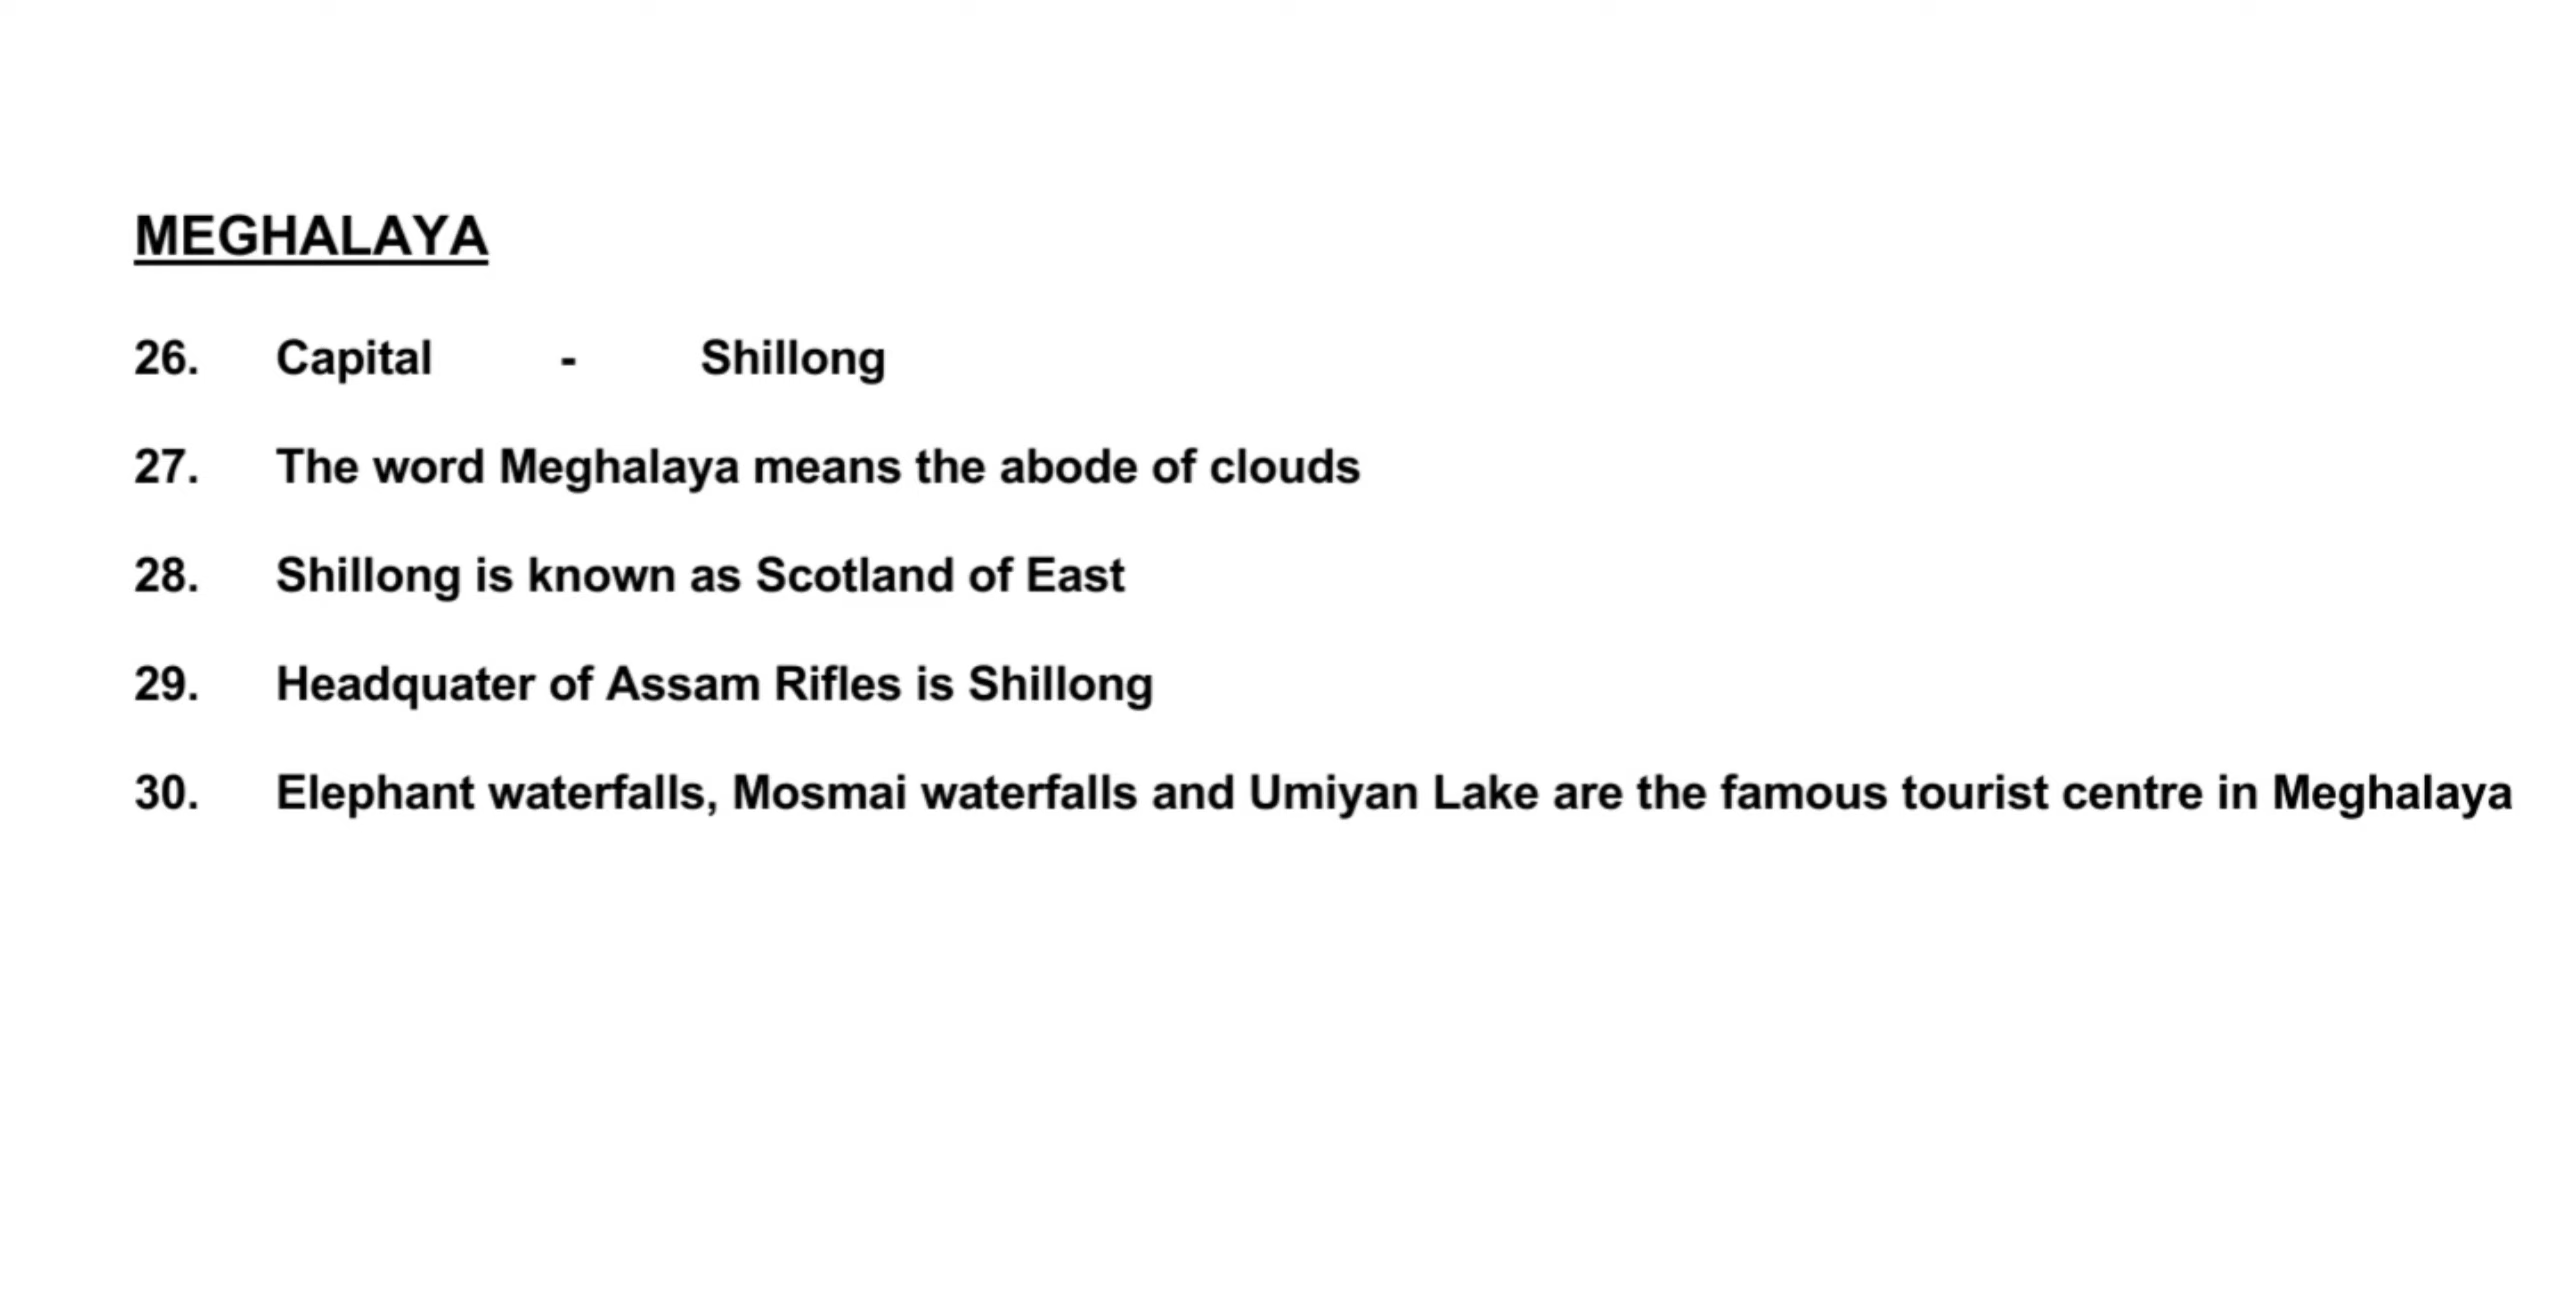 MEGHALAYA
26. Capital - Shillong
27. The word Meghalaya means the abode of clouds
28. Shillong is known as Scotland of East
29. Headquater of Assam Rifles is Shillong
30. Elephant waterfalls, Mosmai waterfalls and Umiyan Lake are the famous tourist centre in Meghalaya